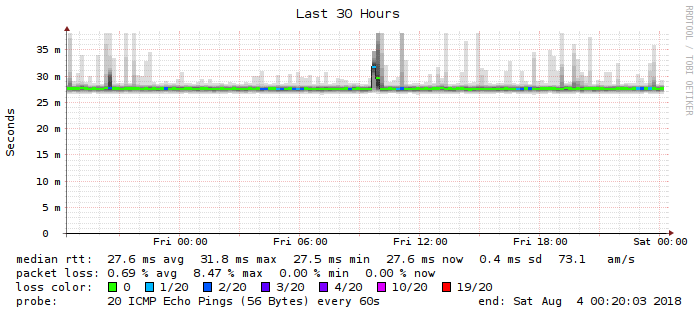 Last 30 Hours
RRDTOOL / TOBI OETIKER
Seconds
35 m
30 m
25 m
20 m
15 m
10 m
5 m
0
Fri 00:00 Fri 06:00 Fri 12:00 Fri 18:00 Sat 00:00
median rtt: 27.6 ms avg 31.8 ms max 27.5 ms min 27.6 ms now 0.4 ms sd 73.1 am/s
packet loss: 0.69 % avg 8.47 % max 0.00 % min 0.00 % now
loss color: 0 1/20 2/20 3/20 4/20 10/20 19/20
probe: 20 ICMP Echo Pings (56 Bytes) every 60s end: Sat Aug 4 00:20:03 2018